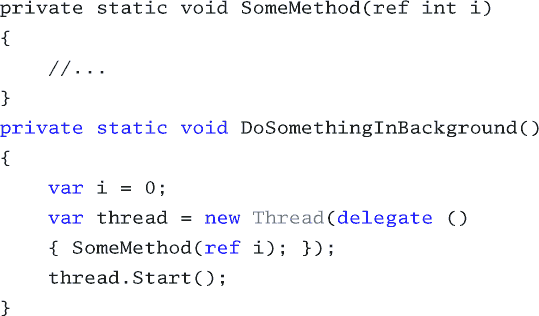 private static void SomeMethod(ref int i)
{
    //...
}
private static void DoSomethingInBackground()
{
    var i = 0;
    var thread = new Thread(delegate ()
    { SomeMethod(ref i); });
    thread.Start();
}